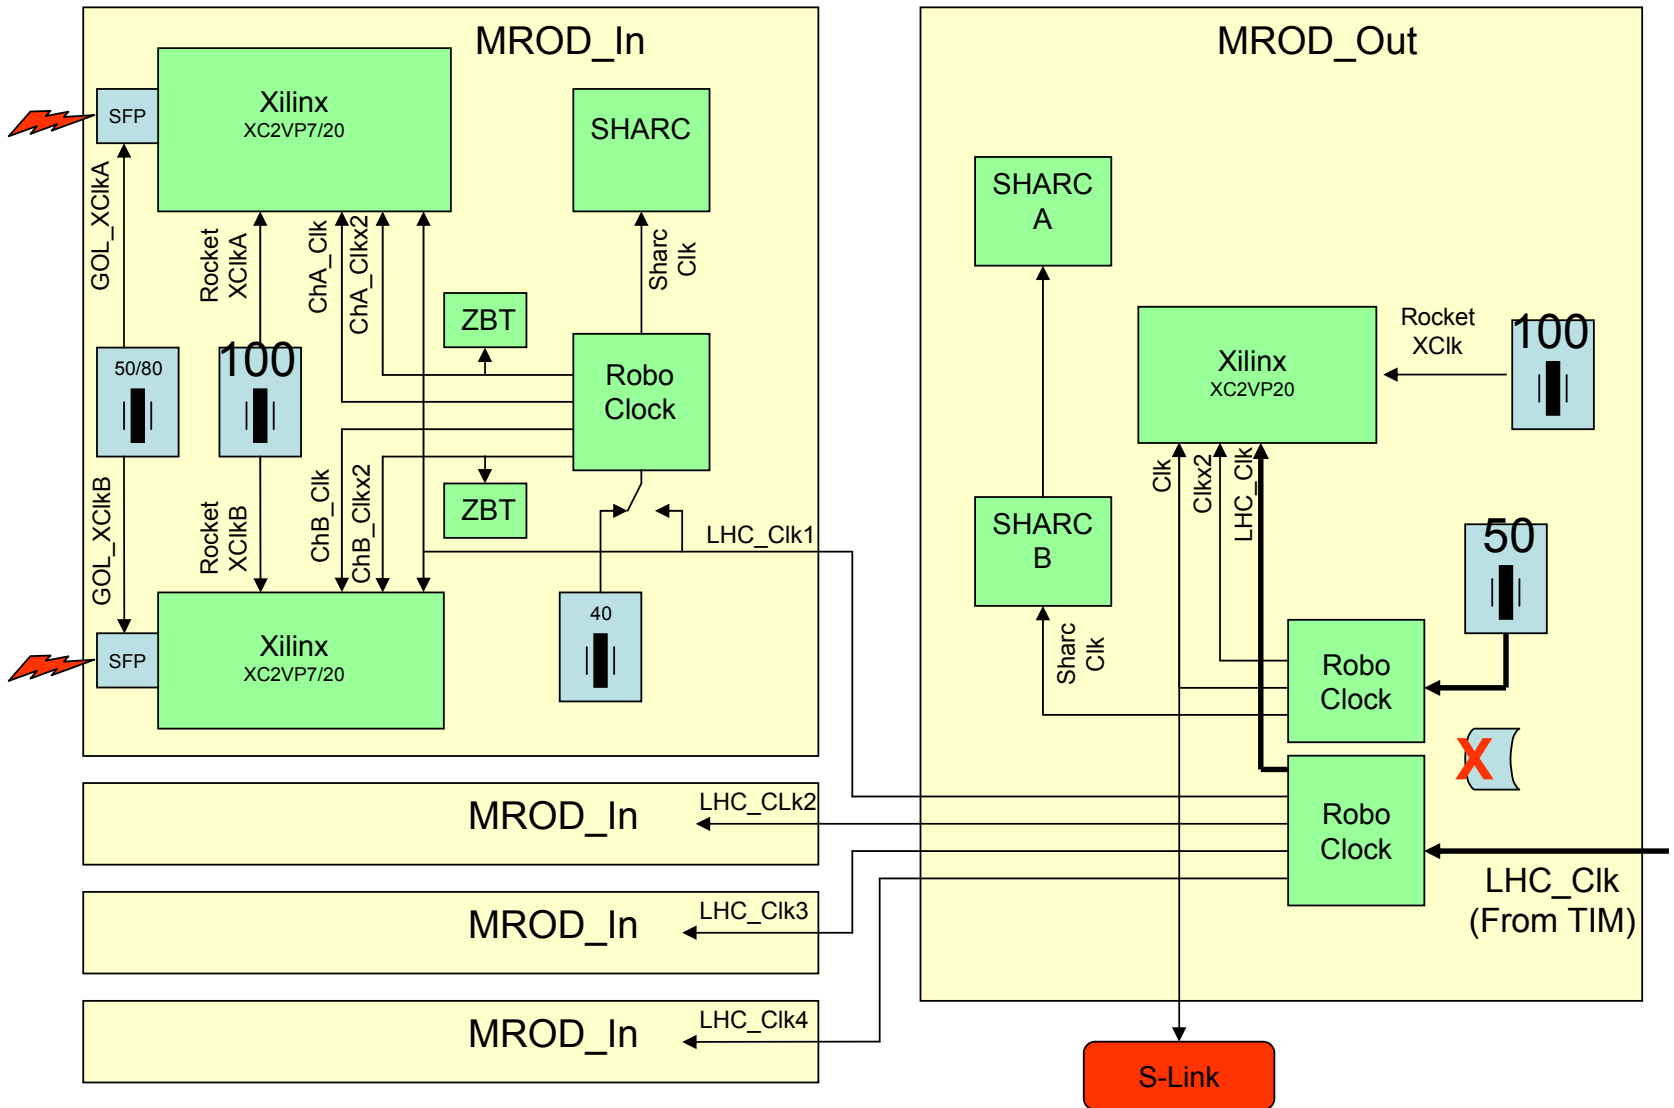 MROD_In
Xilinx
XC2VP7/20
SFP
SHARC
GOL_XClkA
Rocket
XClkA
ChA_Clk
ChA_Clkx2
Sharc
Clk
ZBT
50/80
100
Robo
Clock
ZBT
GOL_XClkB
Rocket
XClkB
ChB_Clk
ChB_Clkx2
LHC_Clk1
40
Xilinx
XC2VP7/20
SFP
MROD_In
LHC_CLk2
MROD_In
LHC_Clk3
MROD_In
LHC_Clk4
MROD_Out
SHARC
A
Xilinx
XC2VP20
Rocket
XClk
100
Clk
Clkx2
LHC_Clk
SHARC
B
50
Sharc
Clk
Robo
Clock
X
Robo
Clock
LHC_Clk
(From TIM)
S-Link